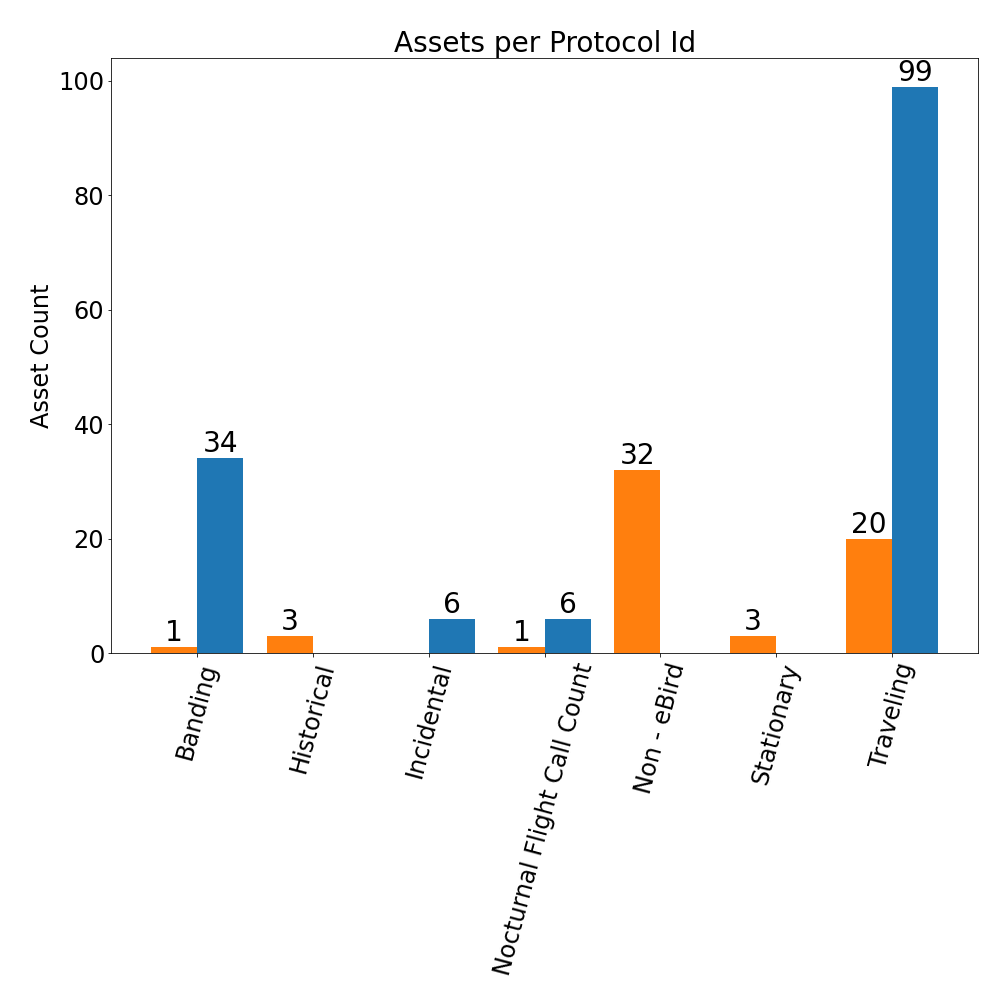 Assets per Protocol Id
Asset Count
100
80
60
40
20
0
1
34
3
6
1
6
32
3
20
99
Banding
Historical
Incidental
Nocturnal Flight Call Count
Non - eBird
Stationary
Traveling